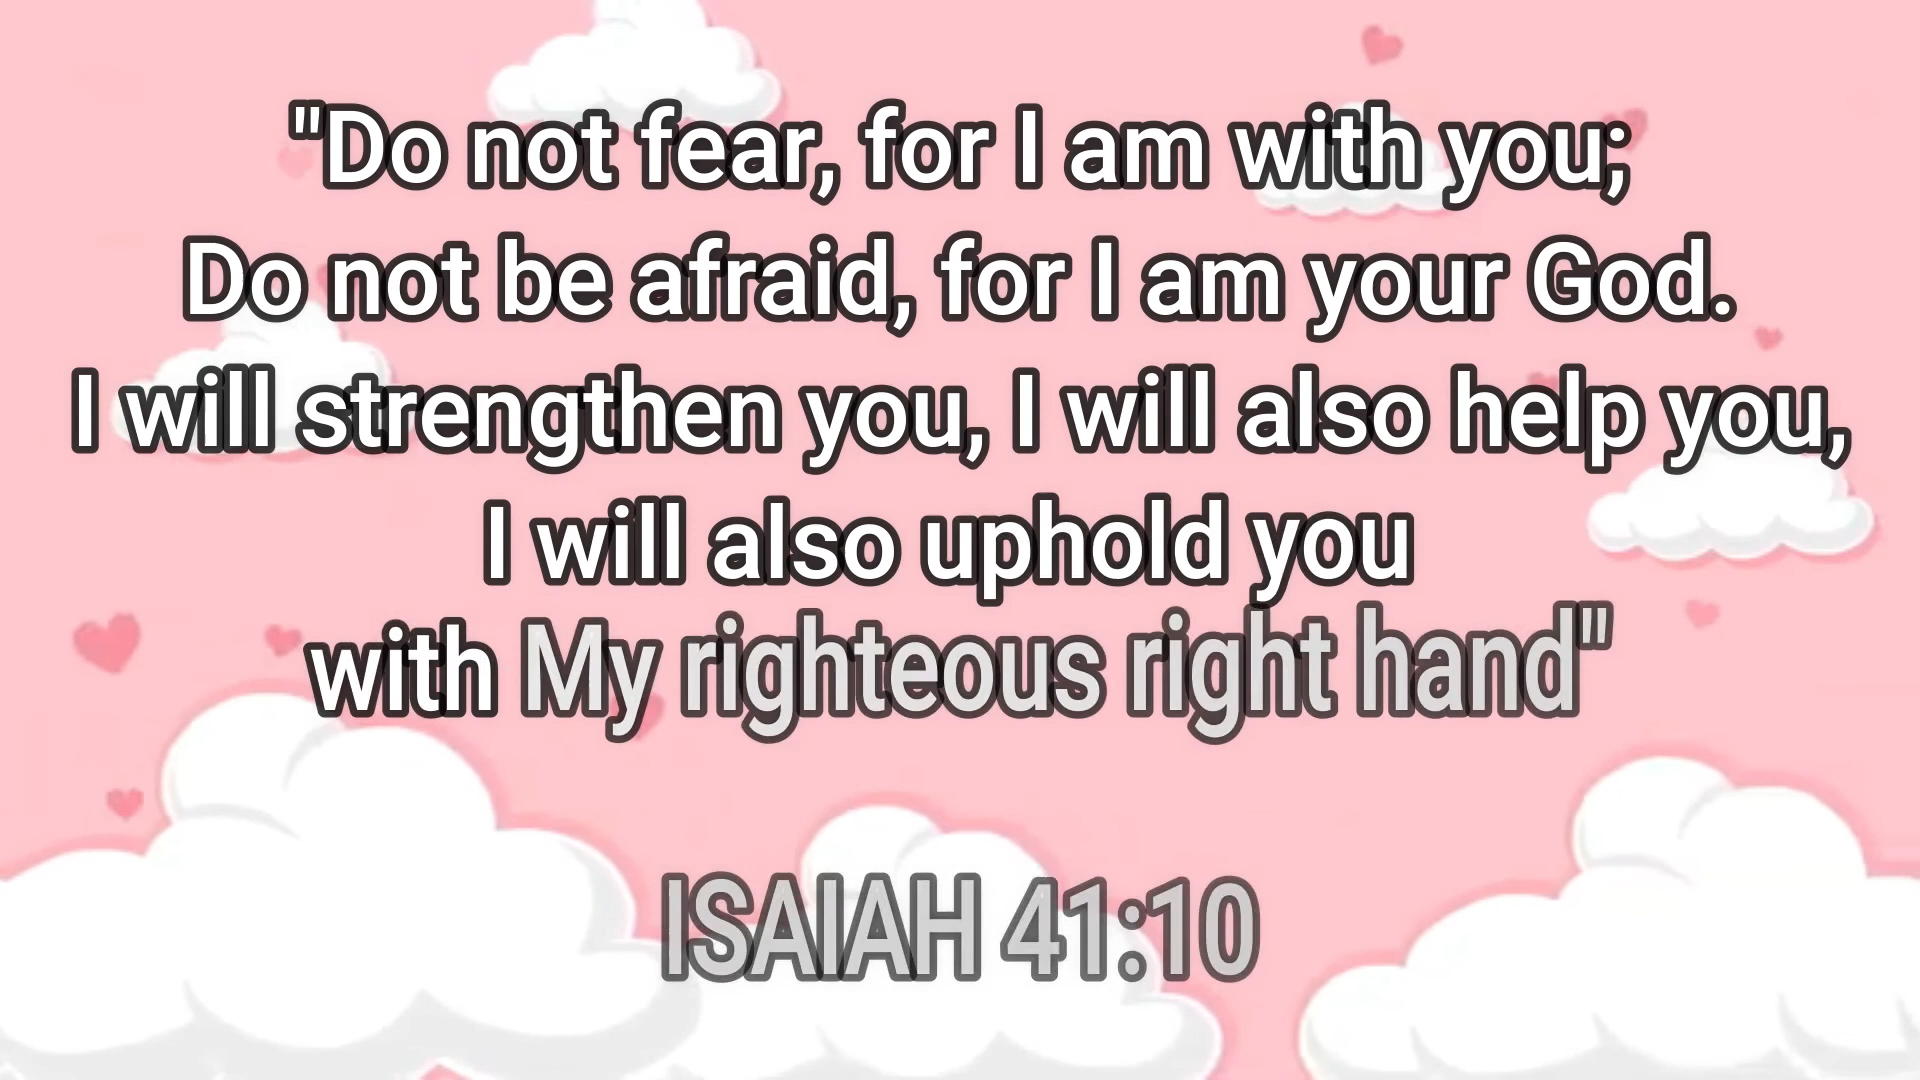 "Do not fear, for I am with you;
Do not be afraid, for I am your God.
I will strengthen you, I will also help you,
I will also uphold you
with My righteous right hand"
ISAIAH 41:10